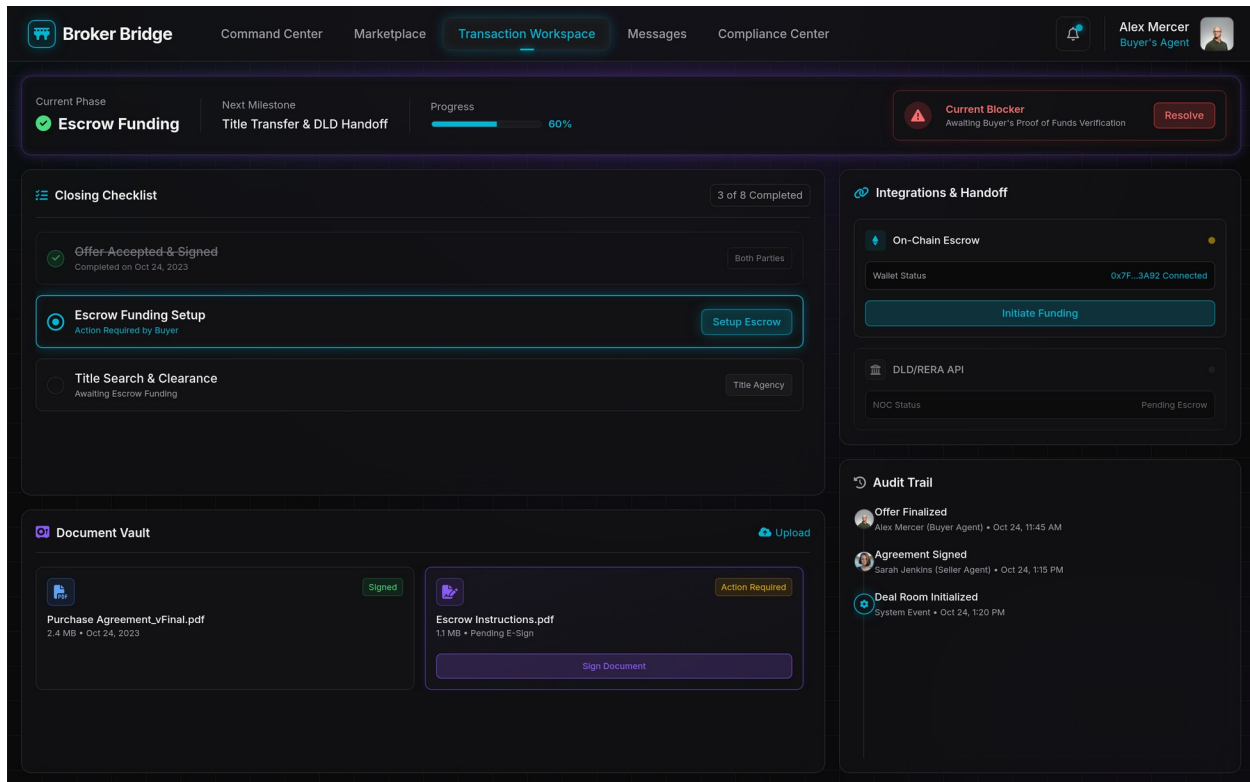 Broker Bridge
Command Center
Marketplace
Transaction Workspace
Messages
Compliance Center
Alex Mercer
Buyer's Agent
Current Phase
Escrow Funding
Next Milestone
Title Transfer & DLD Handoff
Progress
60%
Current Blocker
Awaiting Buyer's Proof of Funds Verification
Resolve
Closing Checklist
3 of 8 Completed
Offer Accepted & Signed
Completed on Oct 24, 2023
Both Parties
Escrow Funding Setup
Action Required by Buyer
Setup Escrow
Title Search & Clearance
Awaiting Escrow Funding
Title Agency
Document Vault
Upload
PDF
Signed
Purchase Agreement_vFinal.pdf
2.4 MB • Oct 24, 2023
Action Required
Escrow Instructions.pdf
1.1 MB • Pending E-Sign
Sign Document
Integrations & Handoff
On-Chain Escrow
Wallet Status
0x7F...3A92 Connected
Initiate Funding
DLD/RERA API
NOC Status
Pending Escrow
Audit Trail
Offer Finalized
Alex Mercer (Buyer Agent) • Oct 24, 11:45 AM
Agreement Signed
Sarah Jenkins (Seller Agent) • Oct 24, 1:15 PM
Deal Room Initialized
System Event • Oct 24, 1:20 PM